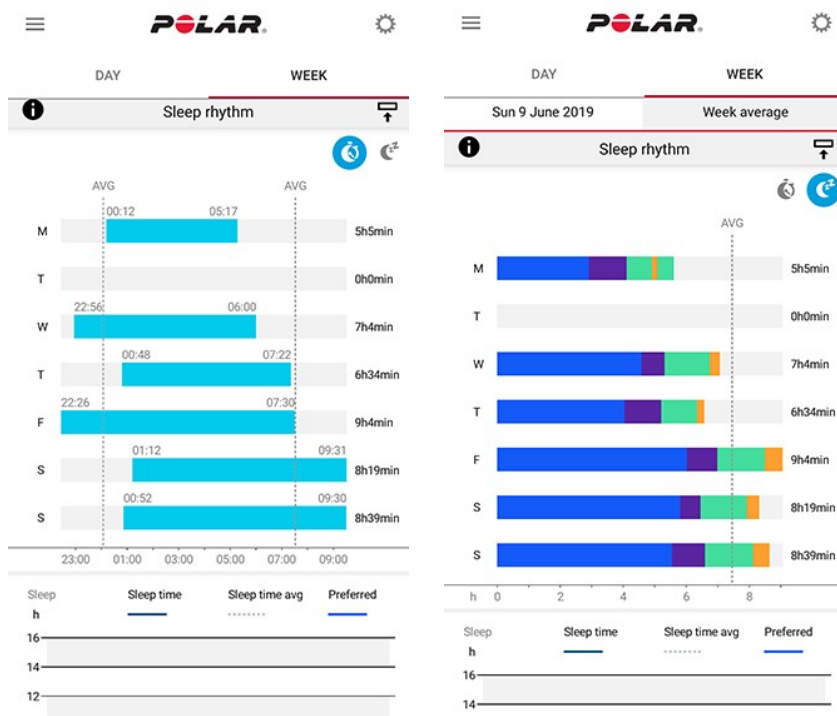 POLAR.
DAY WEEK
Sleep rhythm
AVG AVG
00:12 05:17
M 5h5min
T 0h0min
22:56 06:00
W 7h4min
00:48 07:22
T 6h34min
22:26 07:30
F 9h4min
01:12 09:31
S 8h19min
00:52 09:30
S 8h39min
23:00 01:00 03:00 05:00 07:00 09:00
Sleep Sleep time Sleep time avg Preferred
h
16
14
12
POLAR.
DAY WEEK
Sun 9 June 2019 Week average
Sleep rhythm
AVG
M 5h5min
T 0h0min
W 7h4min
T 6h34min
F 9h4min
S 8h19min
S 8h39min
h 0 2 4 6 8
Sleep Sleep time Sleep time avg Preferred
h
16
14